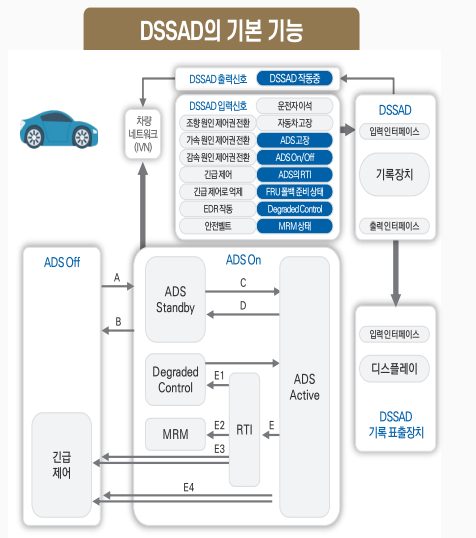 DSSAD의 기본 기능
DSSAD 출력신호 DSSAD 작동중
차량
네트워크
(IVN)
DSSAD 입력신호 운전자 이석
조향 원인 제어권 전환 자동차 고장
가속 원인 제어권 전환 ADS 고장
감속 원인 제어권 전환 ADS On/Off
긴급 제어 ADS의 RTI
긴급 제어로 억제 FRU 폴백 준비 상태
EDR 작동 Degraded Control
안전벨트 MRM 상태
DSSAD
입력 인터페이스
기록장치
출력 인터페이스
ADS Off
ADS On
A
B
ADS
Standby
C
D
Degraded
Control
E1
ADS
Active
MRM
E2
RTI
E
E3
긴급
제어
E4
입력 인터페이스
디스플레이
DSSAD
기록 표출장치